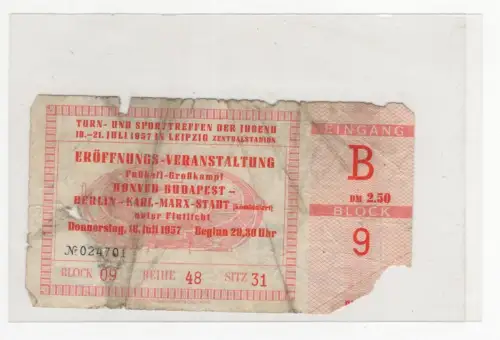 TURN- UND SPORTTREFFEN DER JUGEND
18.-21. JULI 1957 IN LEIPZIG ZENTRALSTADION
ERÖFFNUNGS-VERANSTALTUNG
Fußball-Großkampf
HONVED BUDAPEST –
BERLIN - KARL-MARX-STADT (kombiniert)
unter Flutlicht
Donnerstag, 18. Juli 1957 Beginn 20,30 Uhr
№ 024701
BLOCK 09 REIHE 48 SITZ 31
EINGANG
B
DM 2.50
BLOCK
9